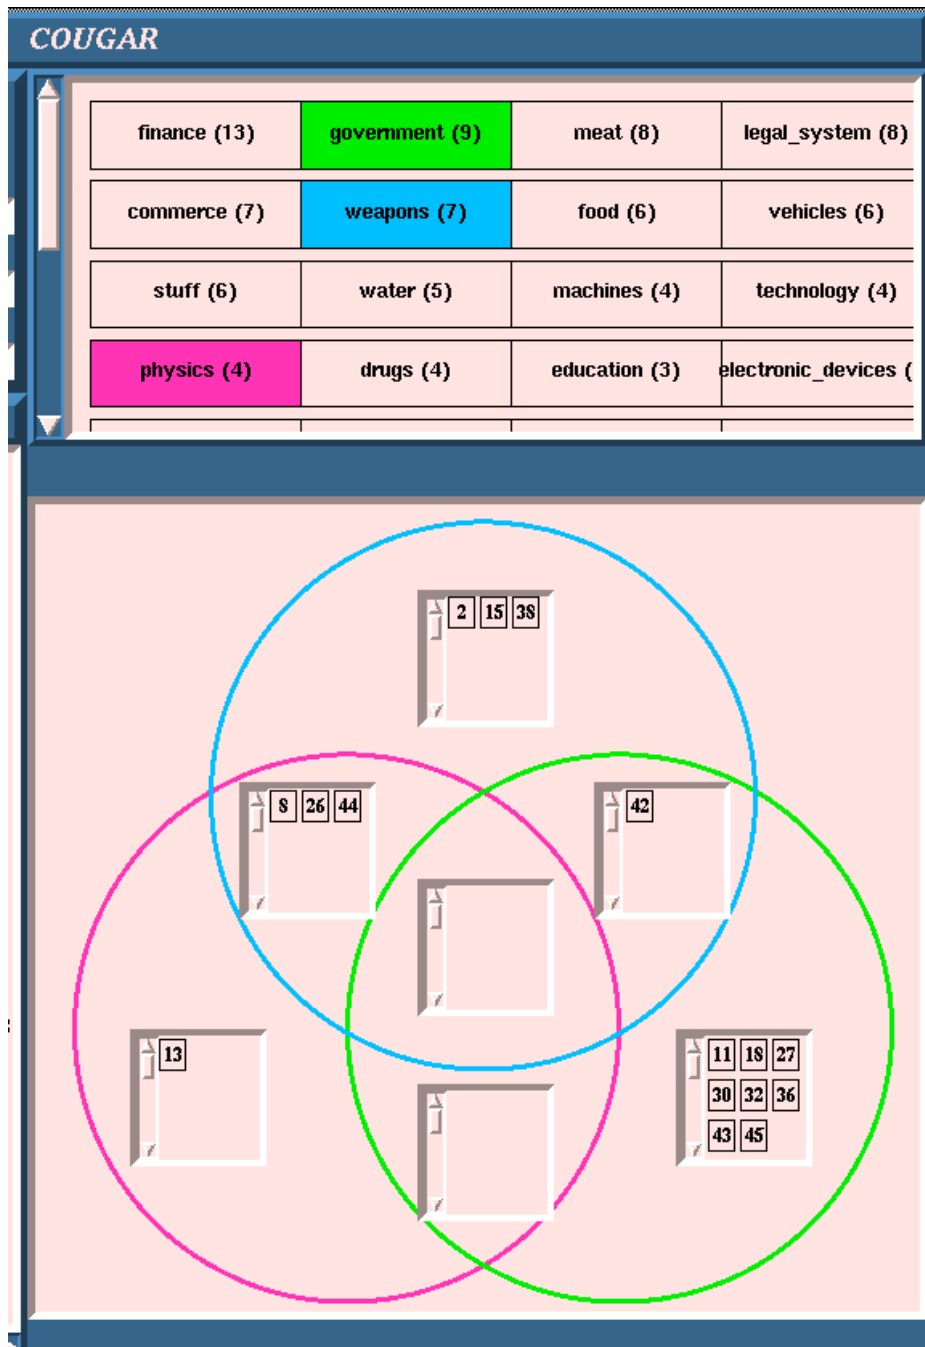 COUGAR
finance (13) government (9) meat (8) legal_system (8)
commerce (7) weapons (7) food (6) vehicles (6)
stuff (6) water (5) machines (4) technology (4)
physics (4) drugs (4) education (3) electronic_devices (
2 15 38
8 26 44
42
13
11 18 27
30 32 36
43 45